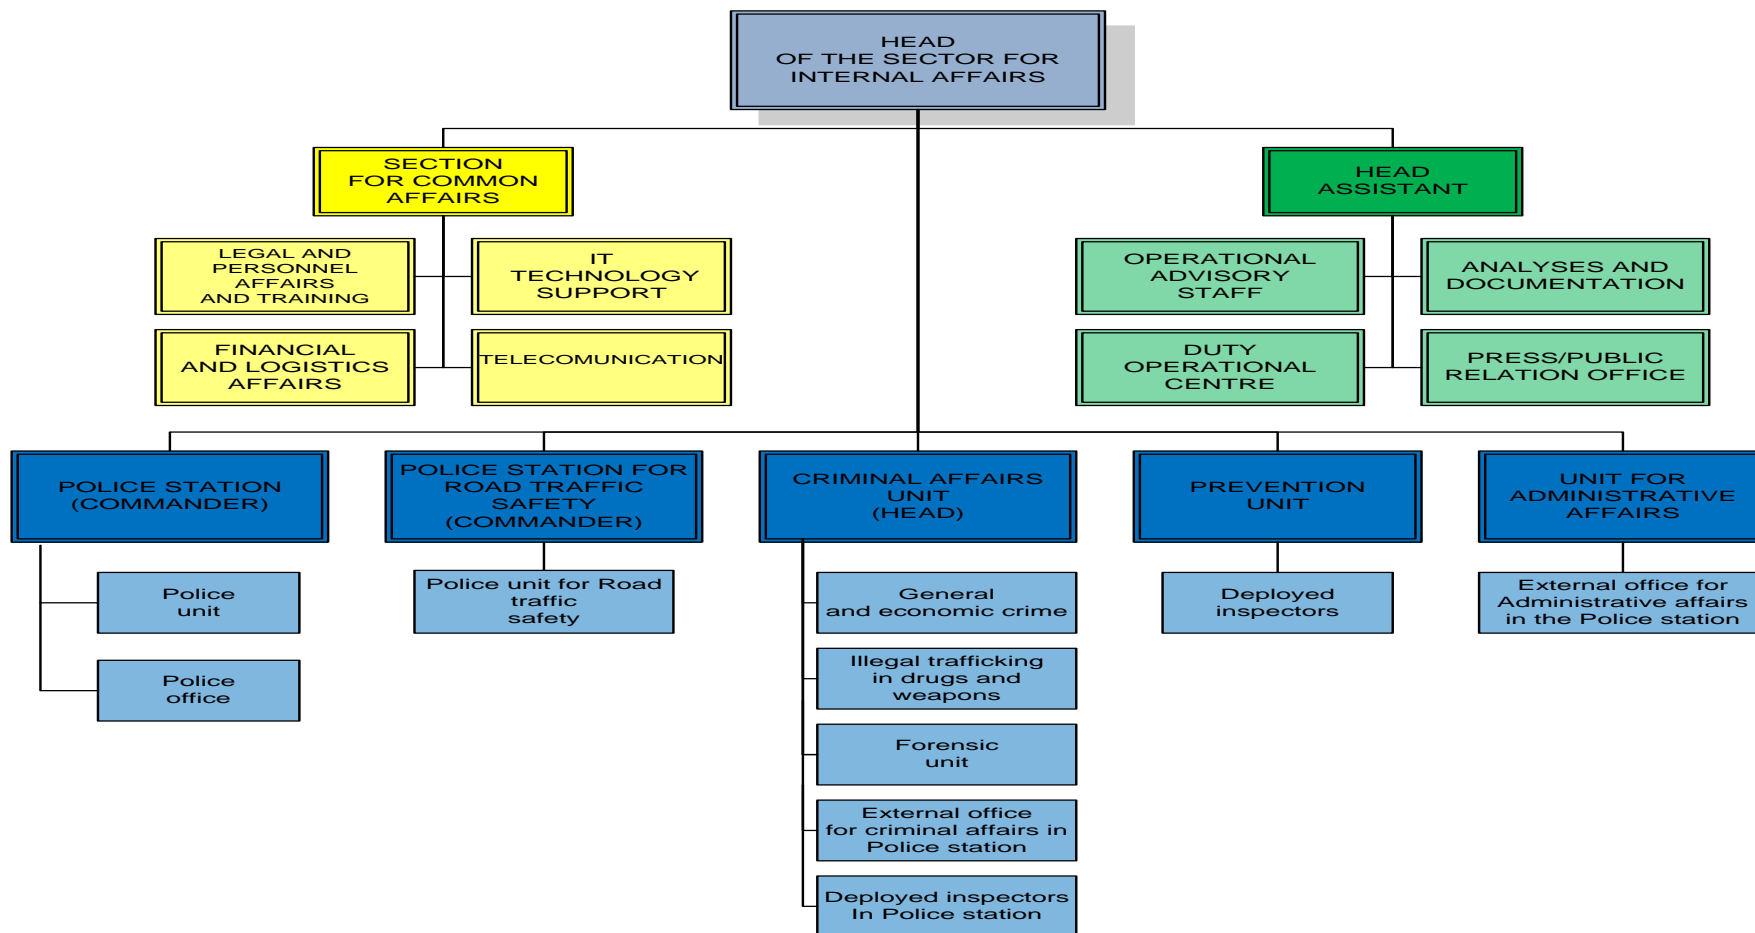 HEAD
OF THE SECTOR FOR
INTERNAL AFFAIRS
SECTION
FOR COMMON
AFFAIRS
HEAD
ASSISTANT
LEGAL AND
PERSONNEL
AFFAIRS
AND TRAINING
IT
TECHNOLOGY
SUPPORT
OPERATIONAL
ADVISORY
STAFF
ANALYSES AND
DOCUMENTATION
FINANCIAL
AND LOGISTICS
AFFAIRS
TELECOMUNICATION
DUTY
OPERATIONAL
CENTRE
PRESS/PUBLIC
RELATION OFFICE
POLICE STATION
(COMMANDER)
POLICE STATION FOR
ROAD TRAFFIC
SAFETY
(COMMANDER)
CRIMINAL AFFAIRS
UNIT
(HEAD)
PREVENTION
UNIT
UNIT FOR
ADMINISTRATIVE
AFFAIRS
Police
unit
Police
office
Police unit for Road
traffic
safety
General
and economic crime
Illegal trafficking
in drugs and
weapons
Forensic
unit
External office
for criminal affairs in
Police station
Deployed inspectors
In Police station
Deployed
inspectors
External office for
Administrative affairs
in the Police station